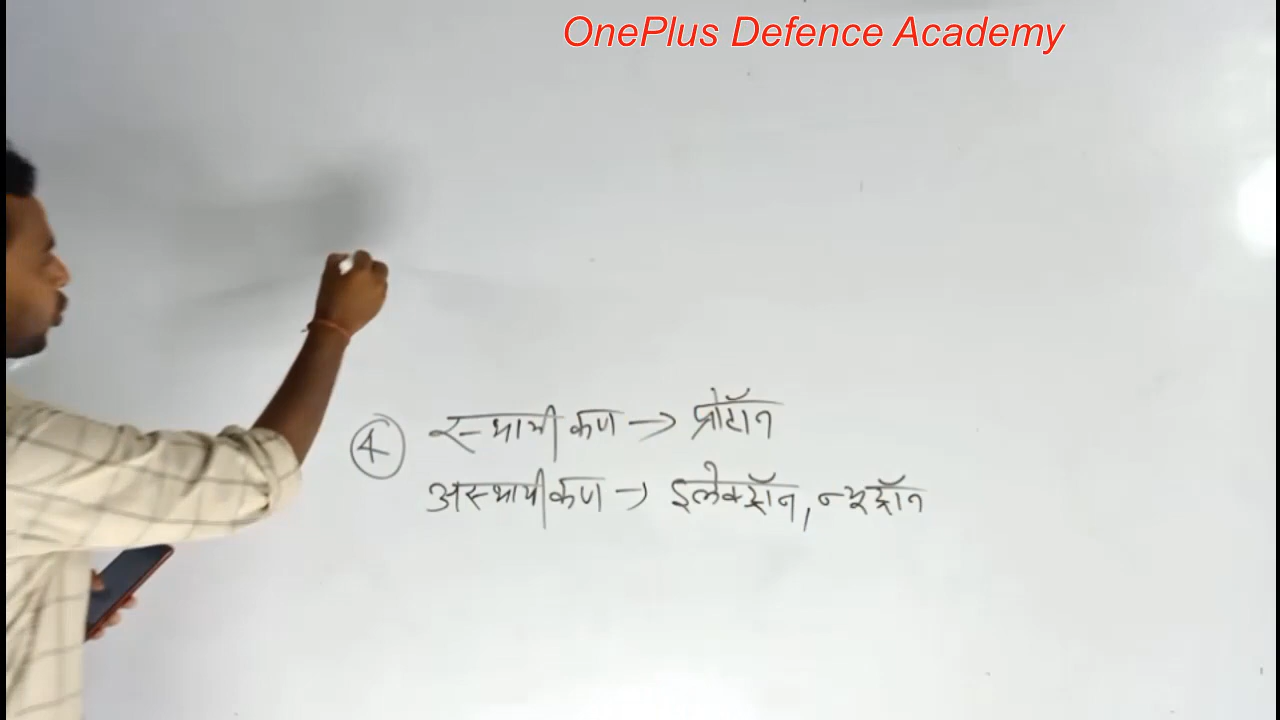 OnePlus Defence Academy
④ स्थायी कण → प्रोटॉन
अस्थायी कण → इलेक्ट्रॉन, न्यूट्रॉन